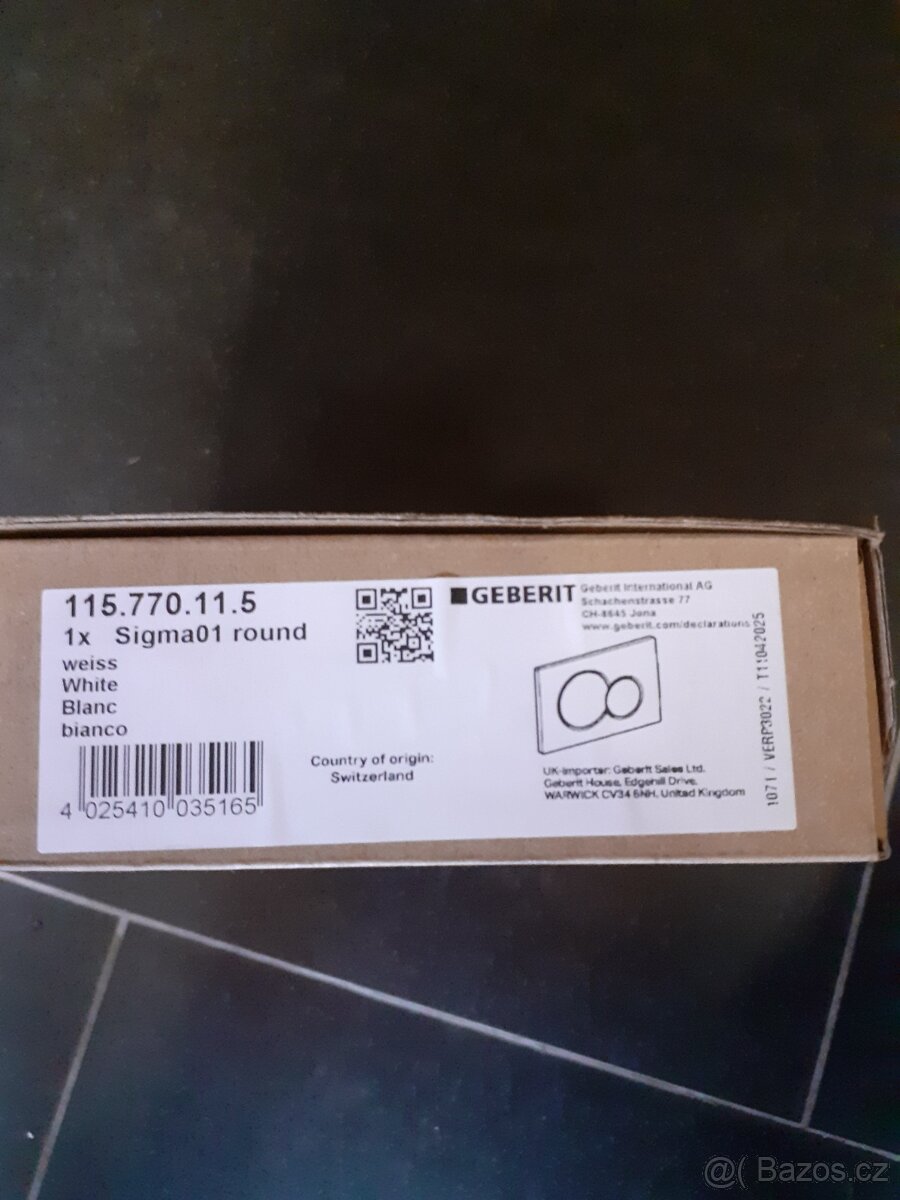 115.770.11.5
1x Sigma01 round
weiss
White
Blanc
bianco
4 025410 035165
Country of origin:
Switzerland
GEBERIT
Geberit International AG
Schachenstrasse 77
CH-8645 Jona
www.geberit.com/declarations
UK-importer: Geberit Sales Ltd.
Geberit House, Edgehill Drive,
WARWICK CV34 6NH, United Kingdom
1071 / VERP3022 / T11042025
@( Bazos.cz